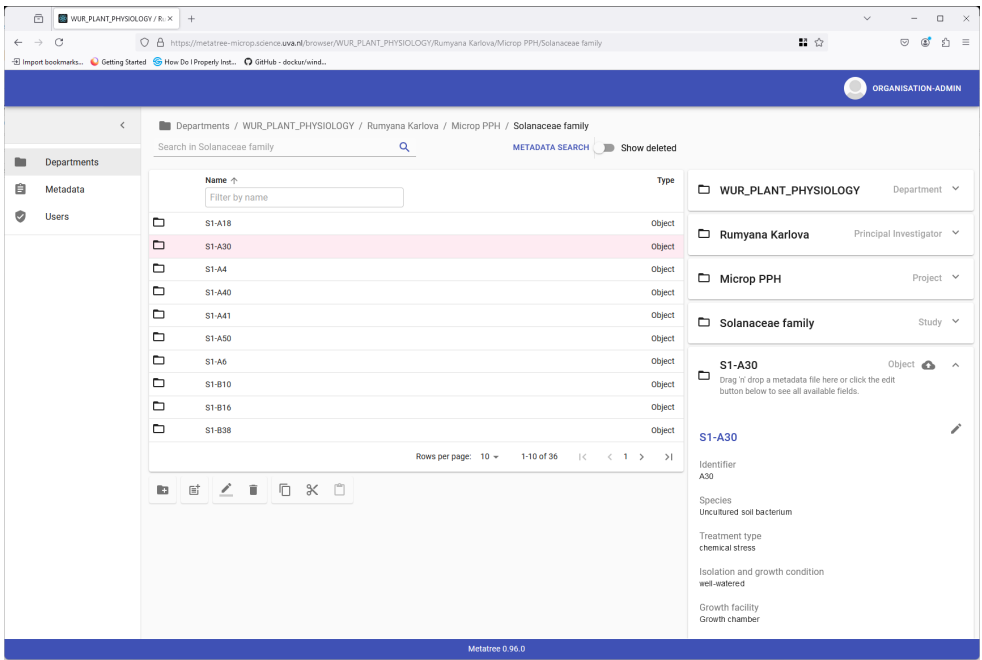 WUR_PLANT_PHYSIOLOGY / Ru
https://metatree-microp.science.uva.nl/browser/WUR_PLANT_PHYSIOLOGY/Rumyana Karlova/Microp PPH/Solanaceae family
Import bookmarks... Getting Started How Do I Properly Inst... GitHub - dockur/wind...
ORGANISATION-ADMIN
Departments / WUR_PLANT_PHYSIOLOGY / Rumyana Karlova / Microp PPH / Solanaceae family
Search in Solanaceae family
METADATA SEARCH Show deleted
Departments
Metadata
Users
Name ↑ Type
Filter by name
S1-A18 Object
S1-A30 Object
S1-A4 Object
S1-A40 Object
S1-A41 Object
S1-A50 Object
S1-A6 Object
S1-B10 Object
S1-B16 Object
S1-B38 Object
Rows per page: 10 1-10 of 36 1
WUR_PLANT_PHYSIOLOGY Department
Rumyana Karlova Principal Investigator
Microp PPH Project
Solanaceae family Study
S1-A30 Object
Drag 'n' drop a metadata file here or click the edit
button below to see all available fields.
S1-A30
Identifier
A30
Species
Uncultured soil bacterium
Treatment type
chemical stress
Isolation and growth condition
well-watered
Growth facility
Growth chamber
Metatree 0.96.0